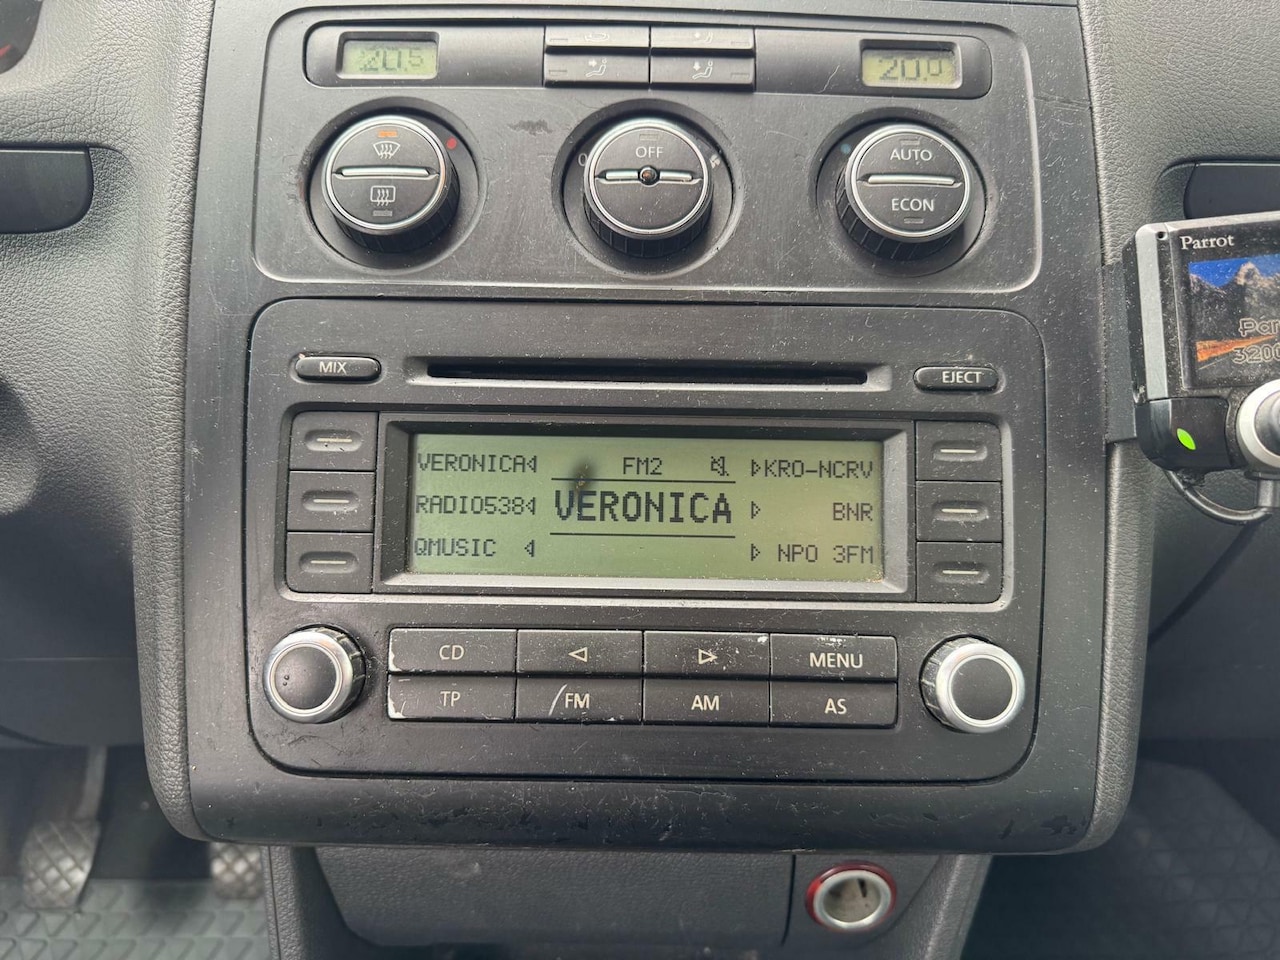 20.5
20.0
OFF
0
AUTO
ECON
Parrot
MIX
EJECT
VERONICA FM2 KRO-NCRV
RADIO538 VERONICA BNR
QMUSIC NPO 3FM
CD MENU
TP FM AM AS